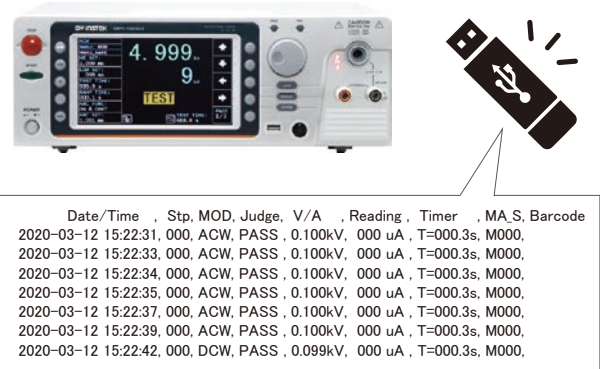 GW INSTEK
4.999
9
TEST
POWER
Date/Time , Stp, MOD, Judge, V/A , Reading , Timer , MA_S, Barcode
2020-03-12 15:22:31, 000, ACW, PASS , 0.100kV, 000 uA , T=000.3s, M000,
2020-03-12 15:22:33, 000, ACW, PASS , 0.100kV, 000 uA , T=000.3s, M000,
2020-03-12 15:22:34, 000, ACW, PASS , 0.100kV, 000 uA , T=000.3s, M000,
2020-03-12 15:22:35, 000, ACW, PASS , 0.100kV, 000 uA , T=000.3s, M000,
2020-03-12 15:22:37, 000, ACW, PASS , 0.100kV, 000 uA , T=000.3s, M000,
2020-03-12 15:22:39, 000, ACW, PASS , 0.100kV, 000 uA , T=000.3s, M000,
2020-03-12 15:22:42, 000, DCW, PASS , 0.099kV, 000 uA , T=000.3s, M000,